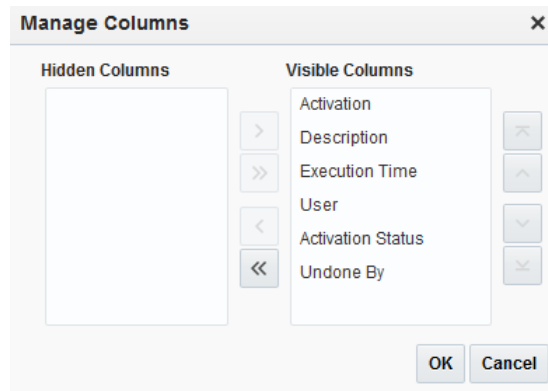 Manage Columns
Hidden Columns
Visible Columns
Activation
Description
Execution Time
User
Activation Status
Undone By
OK
Cancel